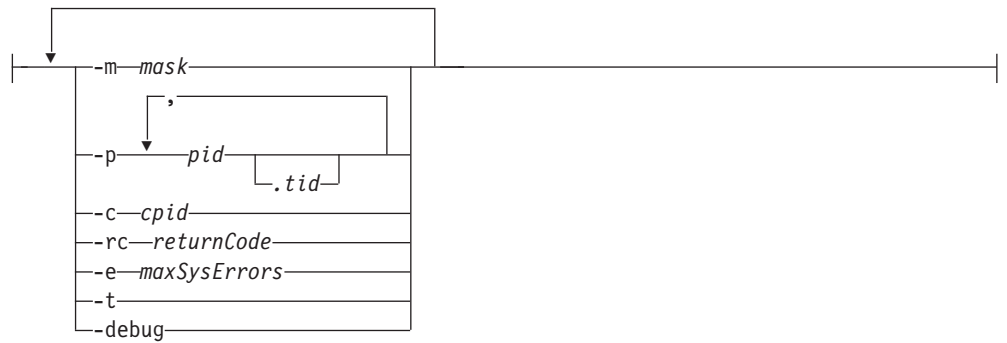 -m mask
,
-p pid
.tid
-c cpid
-rc returnCode
-e maxSysErrors
-t
-debug